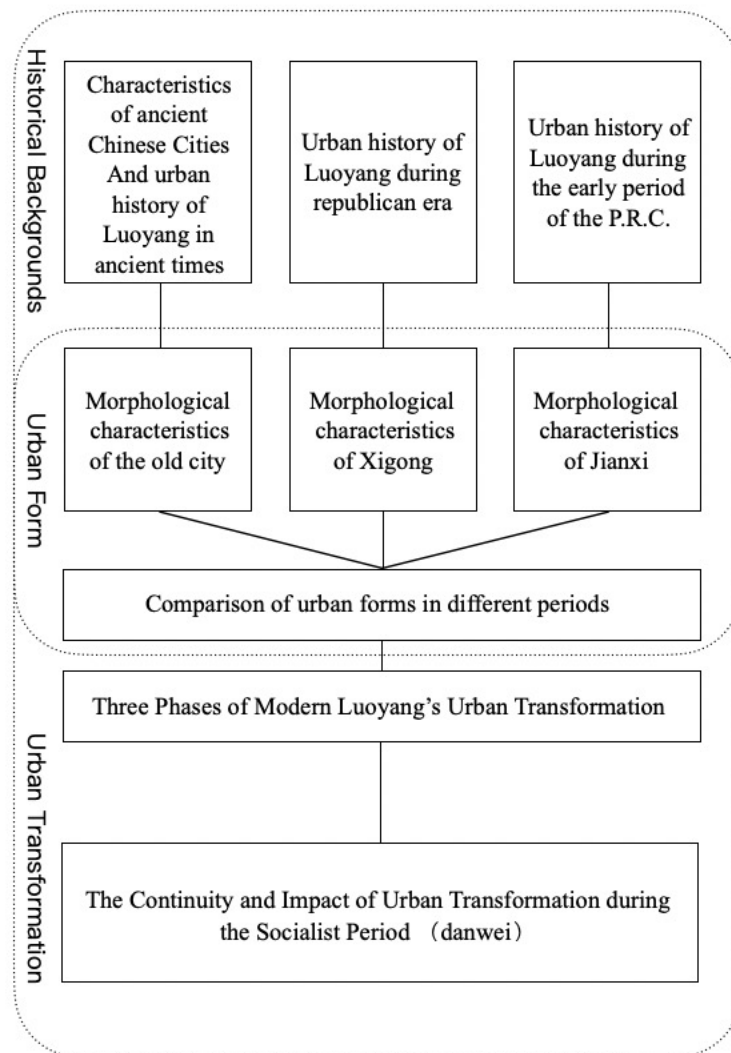 Historical Backgrounds
Characteristics
of ancient
Chinese Cities
And urban
history of
Luoyang in
ancient times
Urban history of
Luoyang during
republican era
Urban history of
Luoyang during
the early period
of the P.R.C.
Urban Form
Morphological
characteristics
of the old city
Morphological
characteristics
of Xigong
Morphological
characteristics
of Jianxi
Comparison of urban forms in different periods
Urban Transformation
Three Phases of Modern Luoyang’s Urban Transformation
The Continuity and Impact of Urban Transformation during
the Socialist Period （danwei）